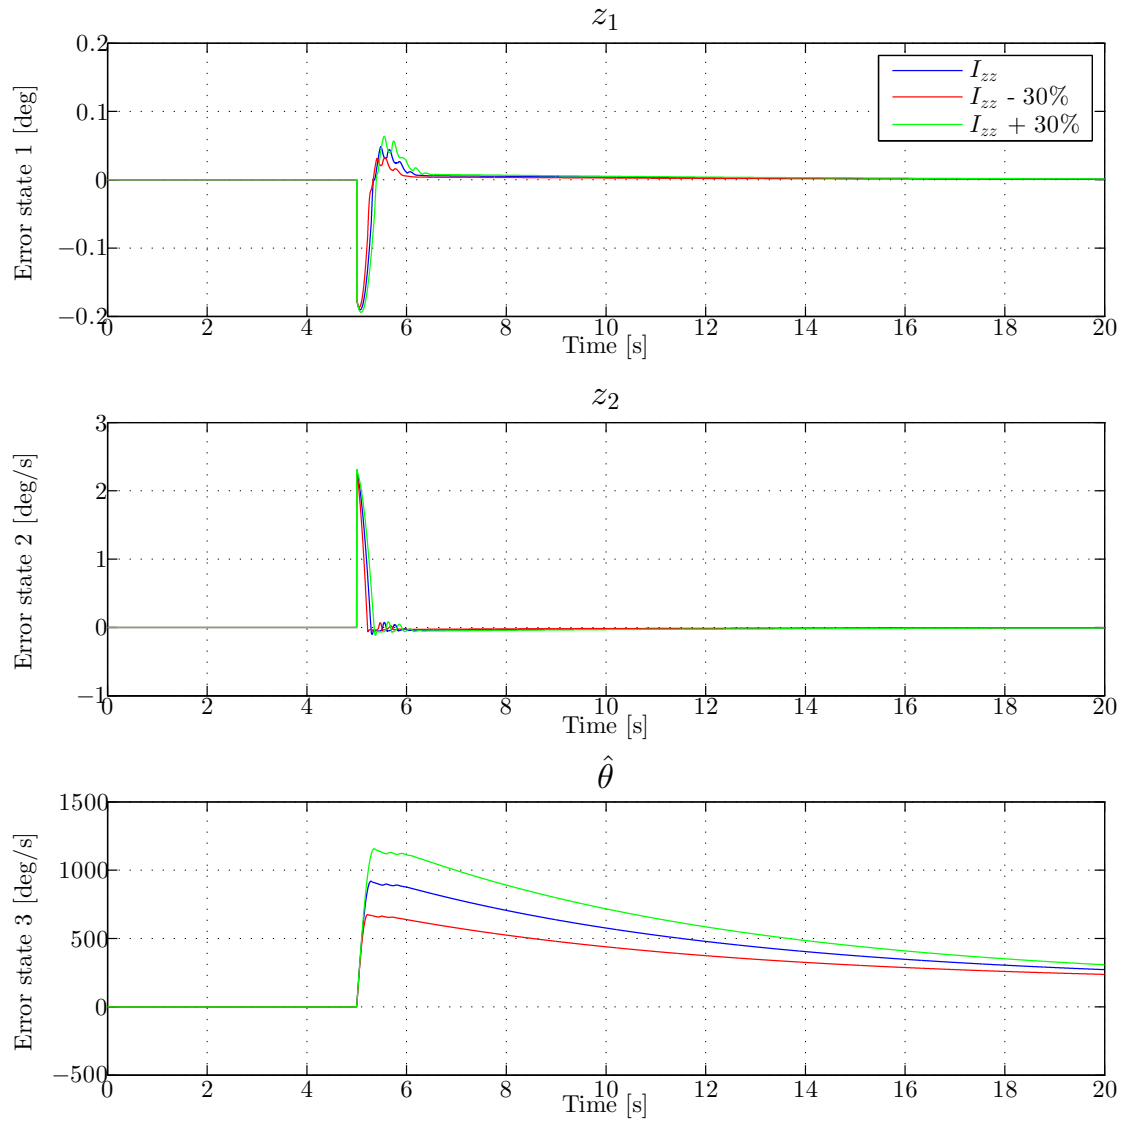 z₁
Error state 1 [deg]
0.2
0.1
0
−0.1
−0.2
I_zz
I_zz - 30%
I_zz + 30%
0 2 4 6 8 10 12 14 16 18 20
Time [s]
z₂
Error state 2 [deg/s]
3
2
1
0
−1
0 2 4 6 8 10 12 14 16 18 20
Time [s]
θ̂
Error state 3 [deg/s]
1500
1000
500
0
−500
0 2 4 6 8 10 12 14 16 18 20
Time [s]